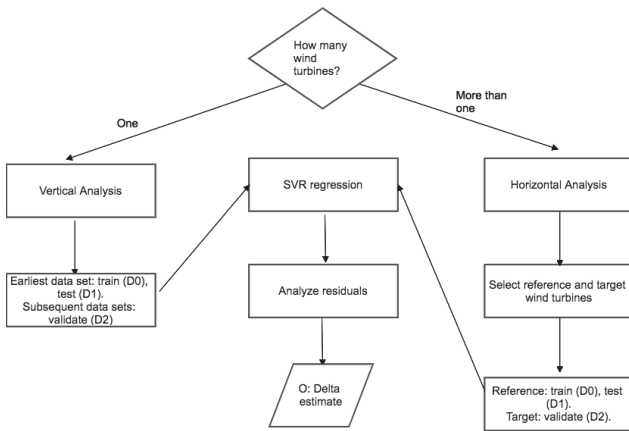 How many
wind
turbines?
One
More than
one
Vertical Analysis
SVR regression
Horizontal Analysis
Earliest data set: train (D0),
test (D1).
Subsequent data sets:
validate (D2)
Analyze residuals
Select reference and target
wind turbines
O: Delta
estimate
Reference: train (D0), test
(D1).
Target: validate (D2).